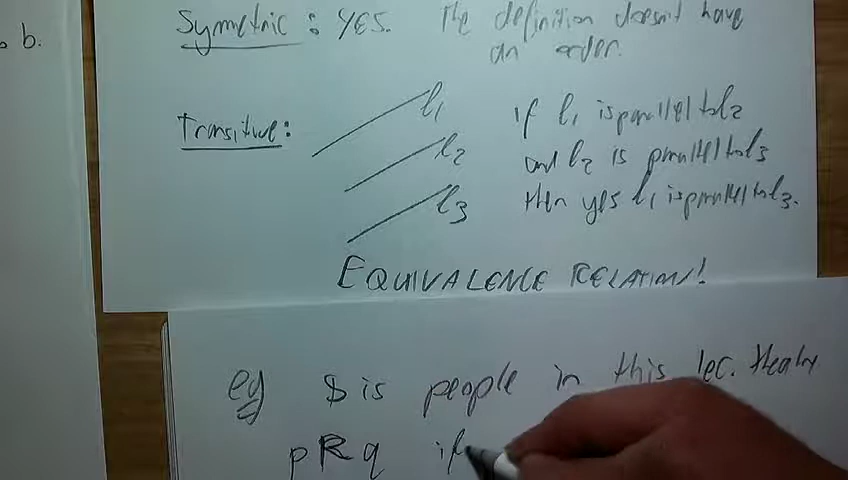 s b.
Symmetric: YES. The definition doesn't have
an order.
Transitive:
l1
l2
l3
if l1 is parallel to l2
and l2 is parallel to l3
then yes l1 is parallel to l3.
EQUIVALENCE RELATION!
eg S is people in this lec. theatre
pRq if